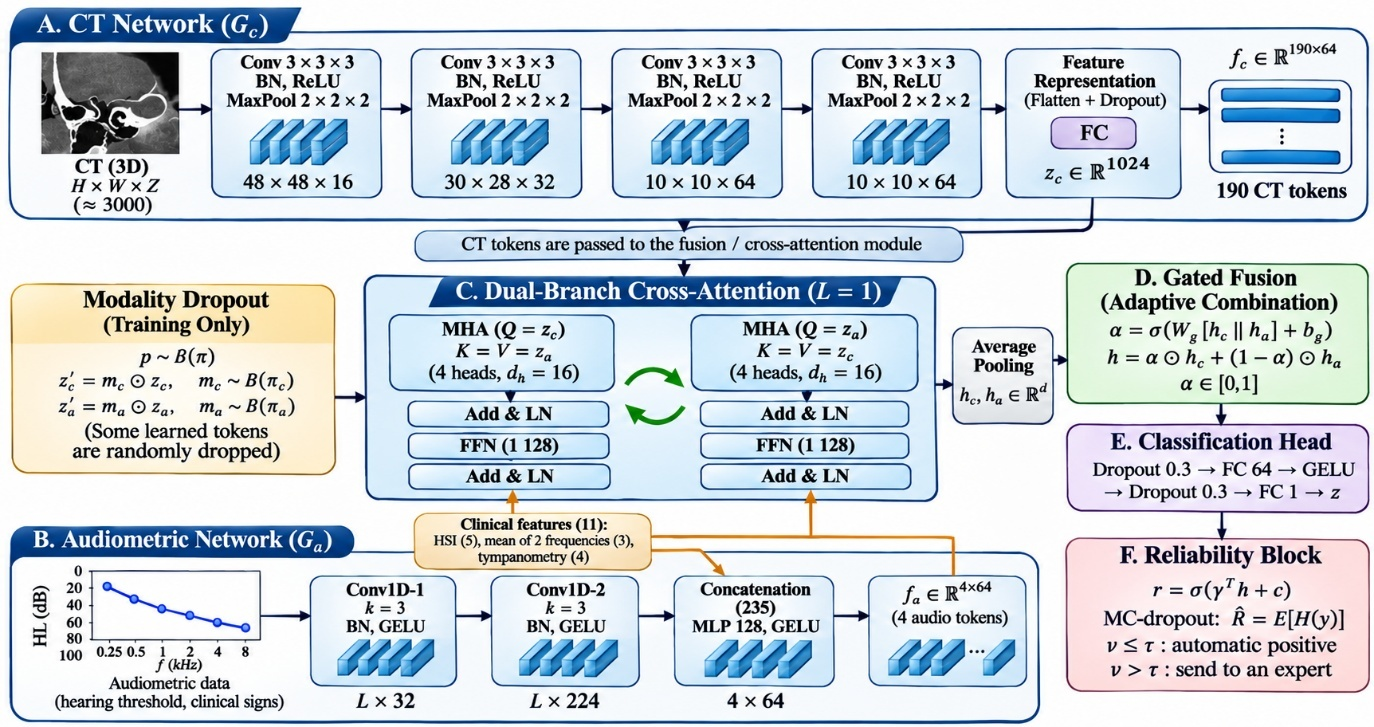 A. CT Network (G_c)
CT (3D)
H × W × Z
(≈ 3000)
Conv 3 × 3 × 3
BN, ReLU
MaxPool 2 × 2 × 2
48 × 48 × 16
Conv 3 × 3 × 3
BN, ReLU
MaxPool 2 × 2 × 2
30 × 28 × 32
Conv 3 × 3 × 3
BN, ReLU
MaxPool 2 × 2 × 2
10 × 10 × 64
Conv 3 × 3 × 3
BN, ReLU
MaxPool 2 × 2 × 2
10 × 10 × 64
Feature
Representation
(Flatten + Dropout)
FC
z_c ∈ ℝ^1024
f_c ∈ ℝ^{190×64}
⋮
190 CT tokens
CT tokens are passed to the fusion / cross-attention module
Modality Dropout
(Training Only)
p ~ B(π)
z′_c = m_c ⊙ z_c, m_c ~ B(π_c)
z′_a = m_a ⊙ z_a, m_a ~ B(π_a)
(Some learned tokens
are randomly dropped)
C. Dual-Branch Cross-Attention (L = 1)
MHA (Q = z_c)
K = V = z_a
(4 heads, d_h = 16)
Add & LN
FFN (1 128)
Add & LN
MHA (Q = z_a)
K = V = z_c
(4 heads, d_h = 16)
Add & LN
FFN (1 128)
Add & LN
Average
Pooling
h_c, h_a ∈ ℝ^d
D. Gated Fusion
(Adaptive Combination)
α = σ(W_g [h_c ∥ h_a] + b_g)
h = α ⊙ h_c + (1 − α) ⊙ h_a
α ∈ [0,1]
E. Classification Head
Dropout 0.3 → FC 64 → GELU
→ Dropout 0.3 → FC 1 → z
F. Reliability Block
r = σ(γ^T h + c)
MC-dropout: R̂ = E[H(y)]
ν ≤ τ : automatic positive
ν > τ : send to an expert
B. Audiometric Network (G_a)
Clinical features (11):
HSI (5), mean of 2 frequencies (3),
tympanometry (4)
HL (dB)
0
20
40
60
80
100
0.25 0.5 1 2 4 8
f (kHz)
Audiometric data
(hearing threshold, clinical signs)
Conv1D-1
k = 3
BN, GELU
L × 32
Conv1D-2
k = 3
BN, GELU
L × 224
Concatenation
(235)
MLP 128, GELU
4 × 64
f_a ∈ ℝ^{4×64}
(4 audio tokens)
...